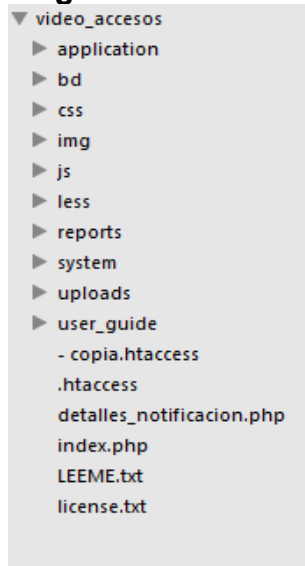 video_accesos
application
bd
css
img
js
less
reports
system
uploads
user_guide
- copia.htaccess
.htaccess
detalles_notificacion.php
index.php
LEEME.txt
license.txt